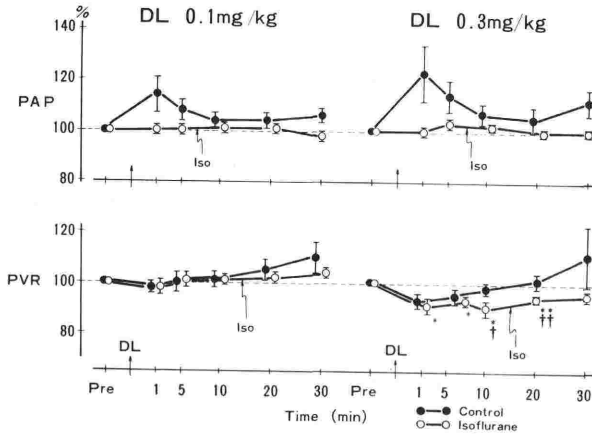 %
DL 0.1mg/kg
DL 0.3mg/kg
140
120
PAP
100
80
Iso
Iso
120
PVR
100
80
Iso
Iso
*
*
*
†
**
††
DL
DL
Pre 1 5 10 20 30
Pre 1 5 10 20 30
Time (min)
Control
Isoflurane